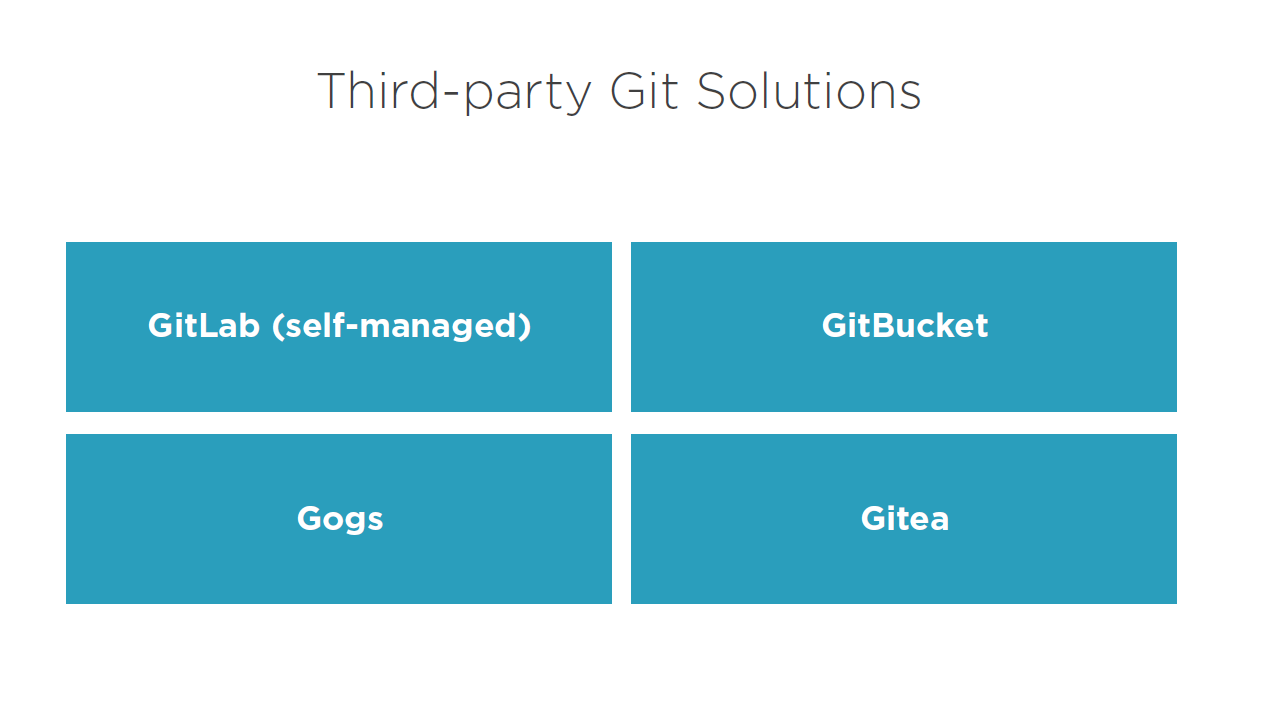 Third-party Git Solutions
GitLab (self-managed)
GitBucket
Gogs
Gitea